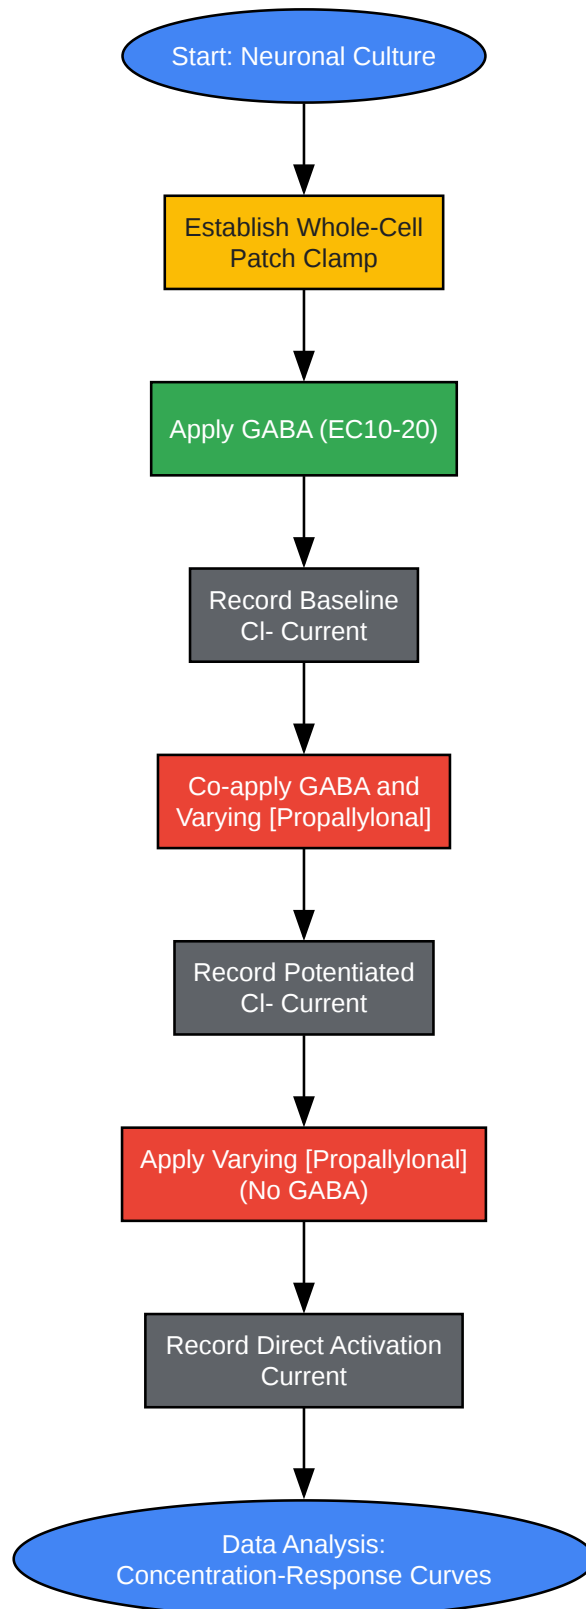 Start: Neuronal Culture
Establish Whole-Cell
Patch Clamp
Apply GABA (EC10-20)
Record Baseline
Cl- Current
Co-apply GABA and
Varying [Propallylonal]
Record Potentiated
Cl- Current
Apply Varying [Propallylonal]
(No GABA)
Record Direct Activation
Current
Data Analysis:
Concentration-Response Curves